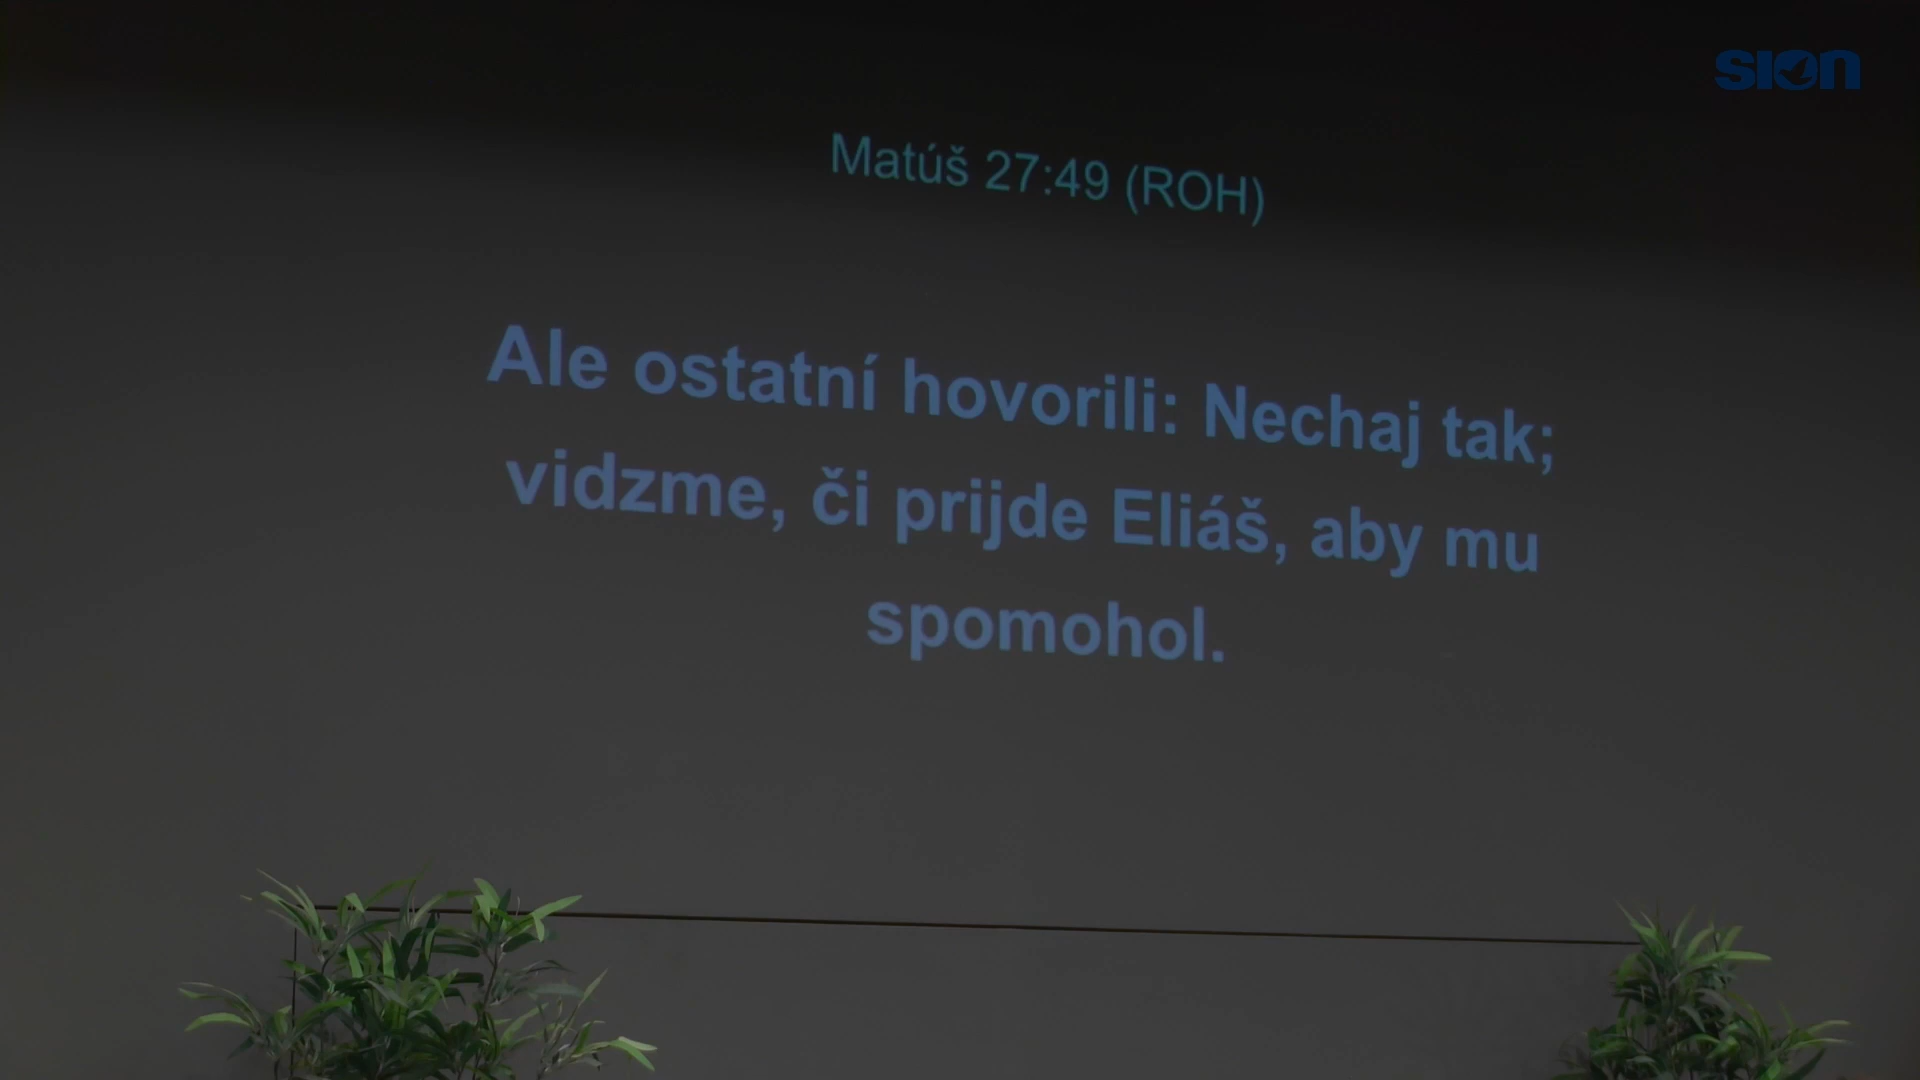 sion
Matúš 27:49 (ROH)
Ale ostatní hovorili: Nechaj tak;
vidzme, či prijde Eliáš, aby mu
spomohol.